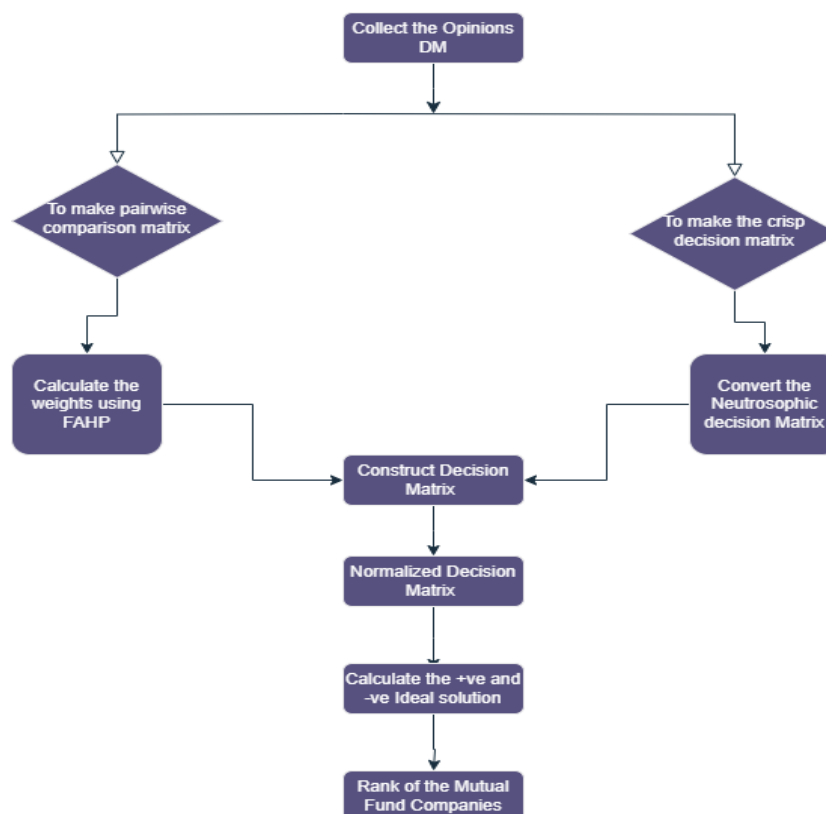 Collect the Opinions
DM
To make pairwise
comparison matrix
To make the crisp
decision matrix
Calculate the
weights using
FAHP
Convert the
Neutrosophic
decision Matrix
Construct Decision
Matrix
Normalized Decision
Matrix
Calculate the +ve and
-ve Ideal solution
Rank of the Mutual
Fund Companies